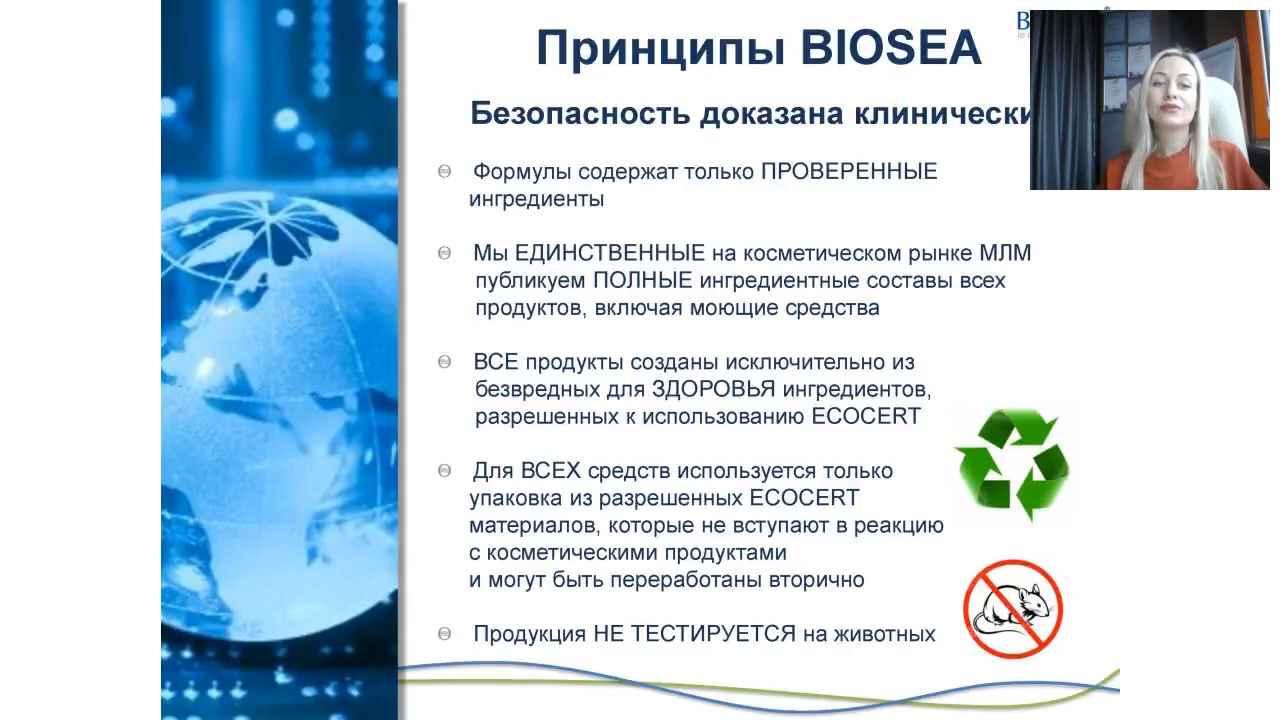 Принципы BIOSEA
Безопасность доказана клинически
Формулы содержат только ПРОВЕРЕННЫЕ
ингредиенты
Мы ЕДИНСТВЕННЫЕ на косметическом рынке МЛМ
публикуем ПОЛНЫЕ ингредиентные составы всех
продуктов, включая моющие средства
ВСЕ продукты созданы исключительно из
безвредных для ЗДОРОВЬЯ ингредиентов,
разрешенных к использованию ECOCERT
Для ВСЕХ средств используется только
упаковка из разрешенных ECOCERT
материалов, которые не вступают в реакцию
с косметическими продуктами
и могут быть переработаны вторично
Продукция НЕ ТЕСТИРУЕТСЯ на животных